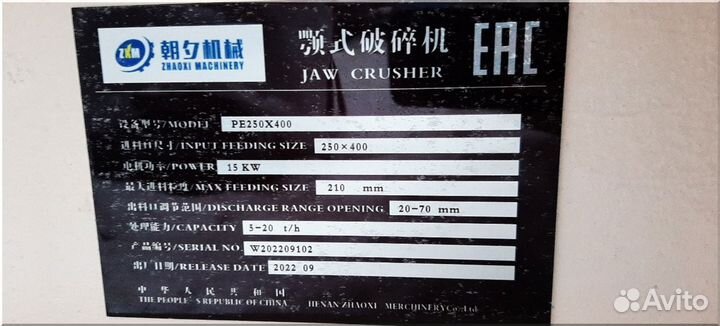 ZXM 朝夕机械
ZHAOXI MACHINERY
颚式破碎机
JAW CRUSHER
EAC
设备型号/MODEL PE250X400
进料口尺寸/INPUT FEEDING SIZE 250×400
电机功率/POWER 15 KW
最大进料粒度/MAX FEEDING SIZE 210 mm
出料口调节范围/DISCHARGE RANGE OPENING 20-70 mm
处理能力/CAPACITY 5-20 t/h
产品编号/SERIAL NO. W202209102
出厂日期/RELEASE DATE 2022 09
中华人民共和国
THE PEOPLE'S REPUBLIC OF CHINA HENAN ZHAOXI MERCHINERY Co.,Ltd
Avito